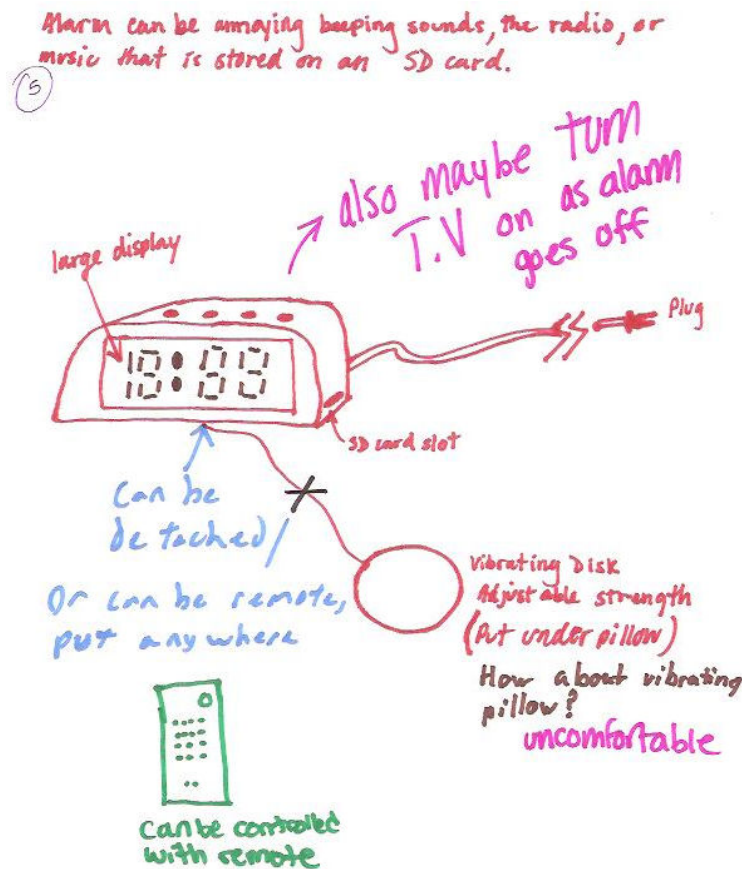 Alarm can be annoying beeping sounds, the radio, or
music that is stored on an SD card.
5
also maybe turn
T.V on as alarm
goes off
large display
Plug
18:89
SD card slot
can be
detached/
Or can be remote,
put anywhere
Vibrating Disk
Adjustable strength
(Put under pillow)
How about vibrating
pillow?
uncomfortable
can be controlled
with remote